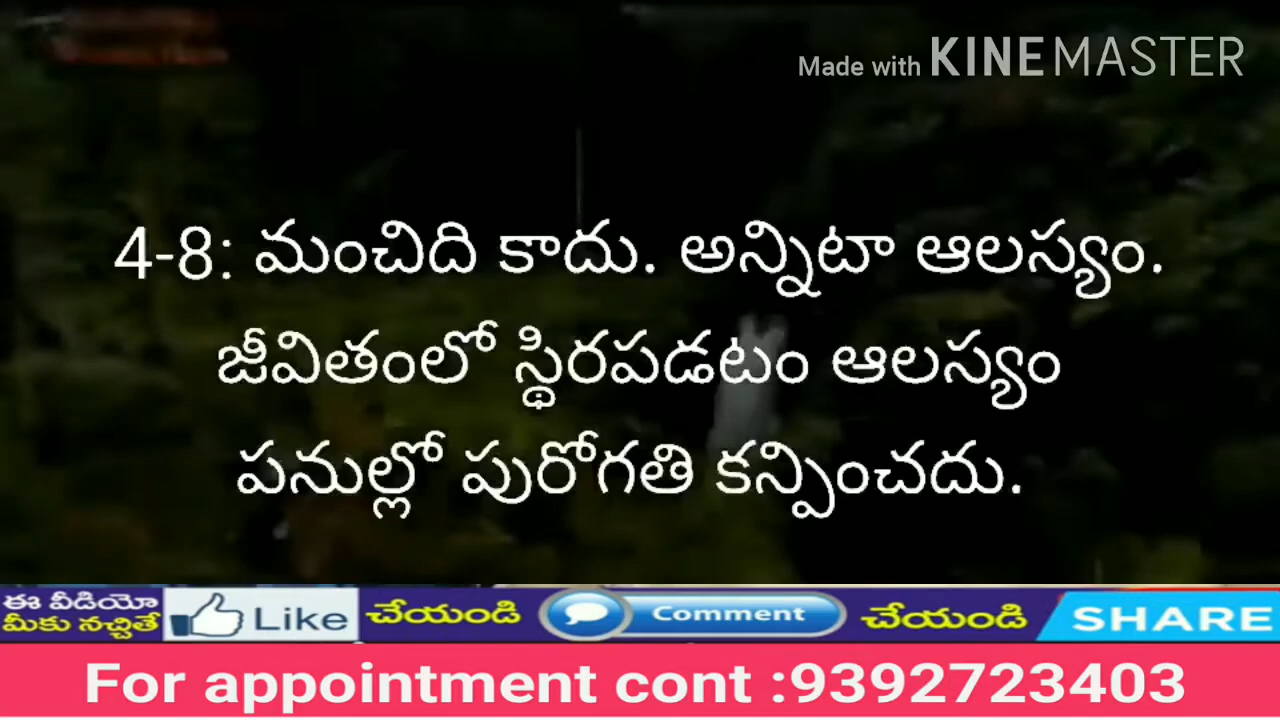 Made with KINEMASTER
4-8: మంచిది కాదు. అన్నిటా ఆలస్యం.
జీవితంలో స్థిరపడటం ఆలస్యం
పనుల్లో పురోగతి కన్పించదు.
ఈ వీడియో
మీకు నచ్చితే Like చేయండి Comment చేయండి SHARE
For appointment cont :9392723403